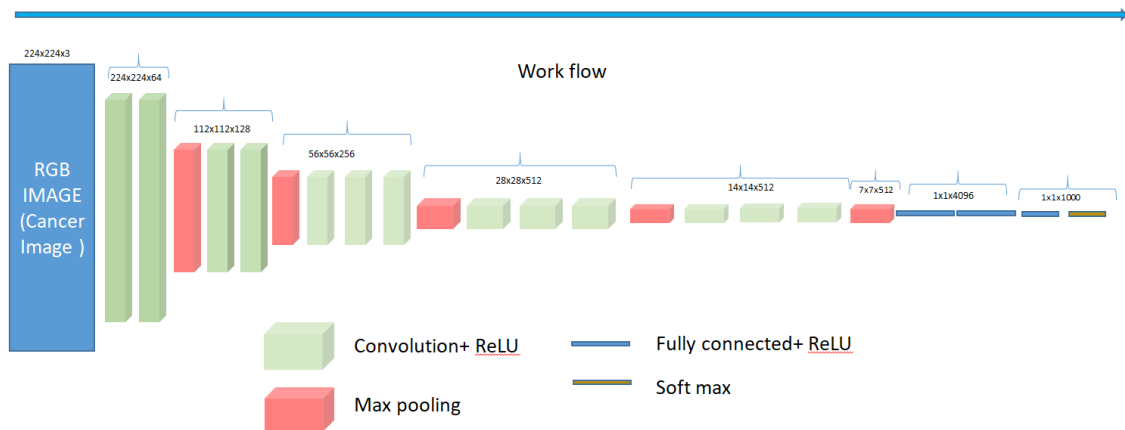 224x224x3
224x224x64
Work flow
112x112x128
56x56x256
28x28x512
14x14x512
7x7x512
1x1x4096
1x1x1000
RGB
IMAGE
(Cancer
Image )
Convolution+ ReLU
Fully connected+ ReLU
Max pooling
Soft max